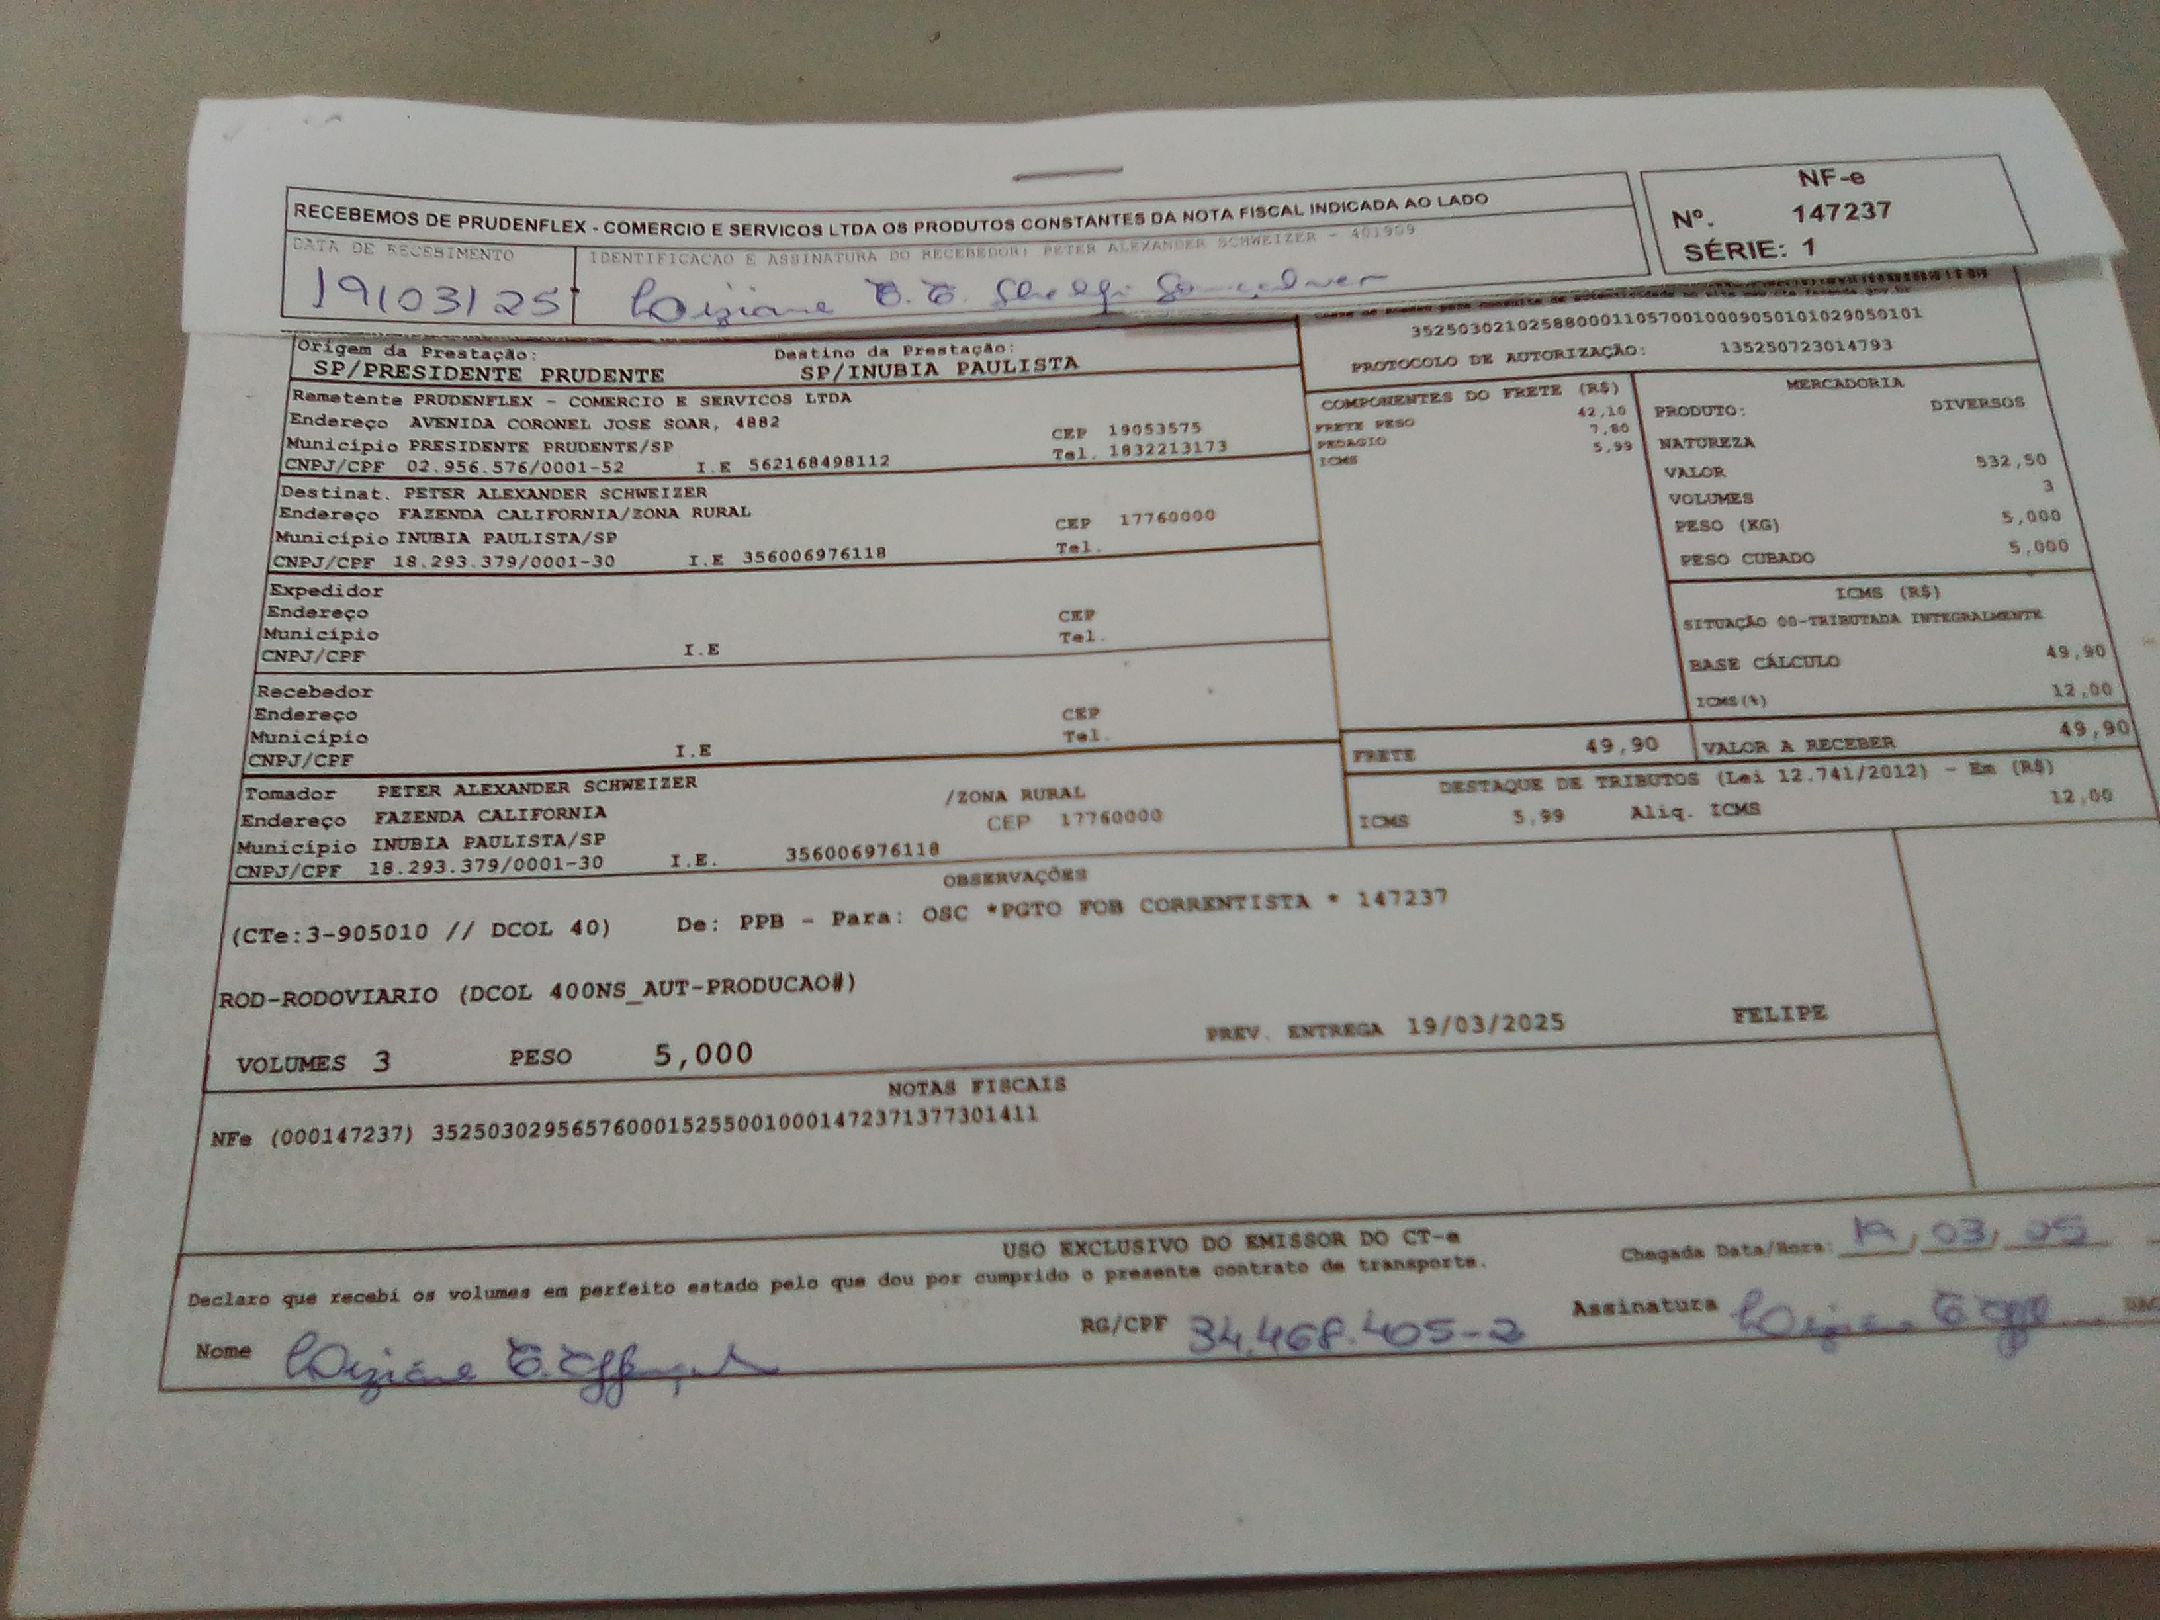 RECEBEMOS DE PRUDENFLEX - COMERCIO E SERVICOS LTDA OS PRODUTOS CONSTANTES DA NOTA FISCAL INDICADA AO LADO
NF-e
Nº. 147237
SÉRIE: 1
DATA DE RECEBIMENTO
IDENTIFICACAO E ASSINATURA DO RECEBEDOR: PETER ALEXANDER SCHWEIZER - 401909
19/03/25
35250302102588000110570010009050101029050101
PROTOCOLO DE AUTORIZAÇÃO: 135250723014793
Origem da Prestação: Destino da Prestação:
SP/PRESIDENTE PRUDENTE SP/INUBIA PAULISTA
Remetente PRUDENFLEX - COMERCIO E SERVICOS LTDA
Endereço AVENIDA CORONEL JOSE SOAR, 4882 CEP 19053575
Município PRESIDENTE PRUDENTE/SP Tel. 1832213173
CNPJ/CPF 02.956.576/0001-52 I.E 562168498112
Destinat. PETER ALEXANDER SCHWEIZER
Endereço FAZENDA CALIFORNIA/ZONA RURAL CEP 17760000
Município INUBIA PAULISTA/SP Tel.
CNPJ/CPF 18.293.379/0001-30 I.E 356006976118
Expedidor
Endereço CEP
Município Tel.
CNPJ/CPF I.E
Recebedor
Endereço CEP
Município Tel.
CNPJ/CPF I.E
Tomador PETER ALEXANDER SCHWEIZER
Endereço FAZENDA CALIFORNIA /ZONA RURAL
Município INUBIA PAULISTA/SP CEP 17760000
CNPJ/CPF 18.293.379/0001-30 I.E. 356006976118
COMPONENTES DO FRETE (R$)
FRETE PESO 42,10
PEDAGIO 7,80
ICMS 5,99
MERCADORIA
PRODUTO: DIVERSOS
NATUREZA
VALOR 532,50
VOLUMES 3
PESO (KG) 5,000
PESO CUBADO 5,000
ICMS (R$)
SITUAÇÃO 00-TRIBUTADA INTEGRALMENTE
BASE CÁLCULO 49,90
ICMS(%) 12,00
FRETE 49,90 VALOR A RECEBER 49,90
DESTAQUE DE TRIBUTOS (Lei 12.741/2012) - Em (R$)
ICMS 5,99 Aliq. ICMS 12,00
OBSERVAÇÕES
(CTe:3-905010 // DCOL 40) De: PPB - Para: OSC *PGTO FOB CORRENTISTA * 147237
ROD-RODOVIARIO (DCOL 400NS_AUT-PRODUCAO#)
VOLUMES 3 PESO 5,000 PREV. ENTREGA 19/03/2025 FELIPE
NOTAS FISCAIS
NFe (000147237) 35250302956576000152550010001472371377301411
USO EXCLUSIVO DO EMISSOR DO CT-e
Declaro que recebi os volumes em perfeito estado pelo que dou por cumprido o presente contrato de transporte.
Chegada Data/Hora: 19/03/25
Nome RG/CPF 34.468.405-2 Assinatura